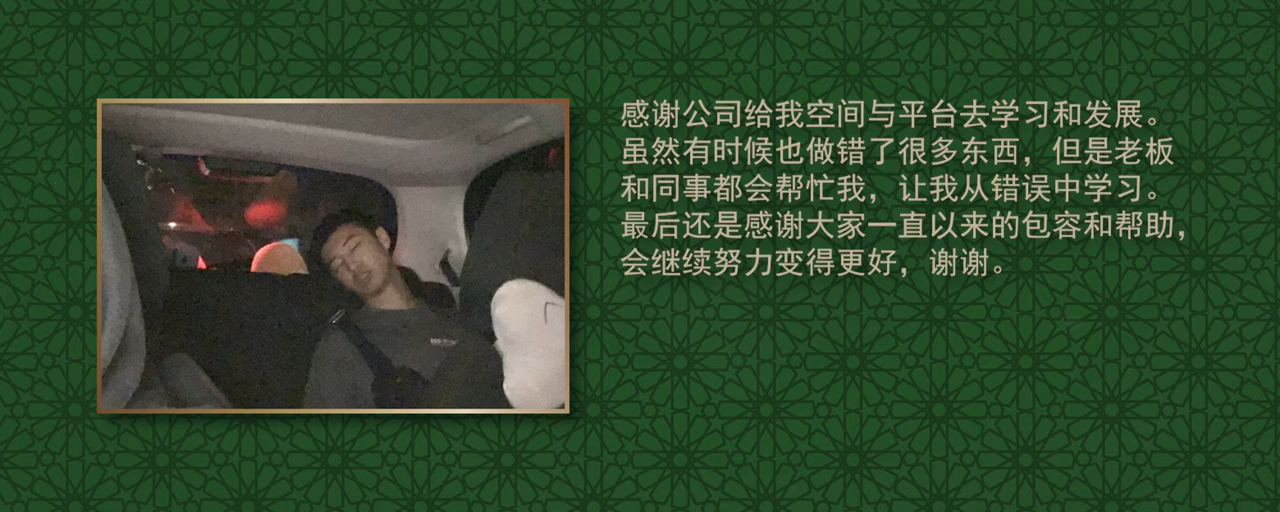 感谢公司给我空间与平台去学习和发展。
虽然有时候也做错了很多东西，但是老板
和同事都会帮忙我，让我从错误中学习。
最后还是感谢大家一直以来的包容和帮助，
会继续努力变得更好，谢谢。